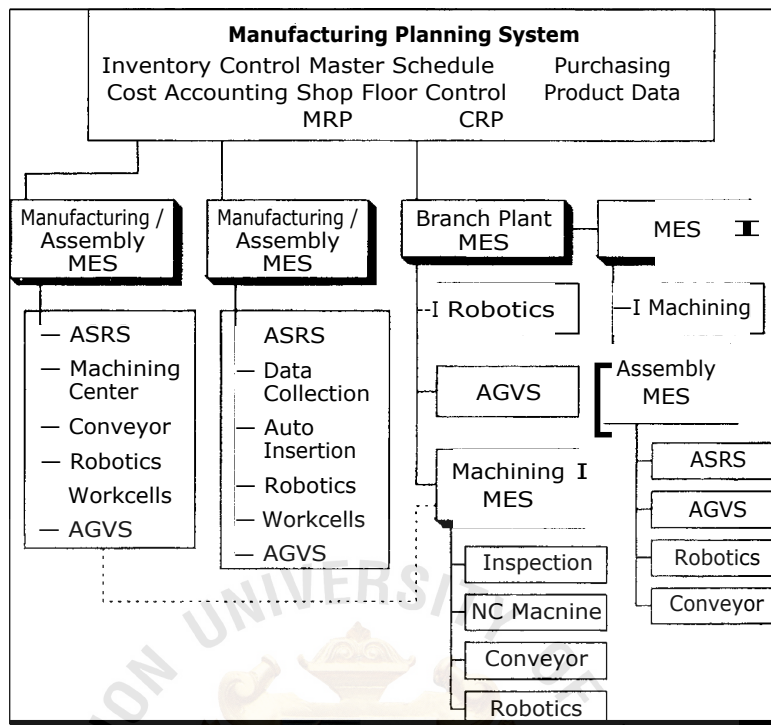 Manufacturing Planning System
Inventory Control Master Schedule Purchasing
Cost Accounting Shop Floor Control Product Data
MRP CRP
Manufacturing /
Assembly
MES
ASRS
Machining
Center
Conveyor
Robotics
Workcells
AGVS
Manufacturing /
Assembly
MES
ASRS
Data
Collection
Auto
Insertion
Robotics
Workcells
AGVS
Branch Plant
MES
I Robotics
AGVS
Machining I
MES
Inspection
NC Macnine
Conveyor
Robotics
MES
I Machining
Assembly
MES
ASRS
AGVS
Robotics
Conveyor
ON UNIVERSITY OF